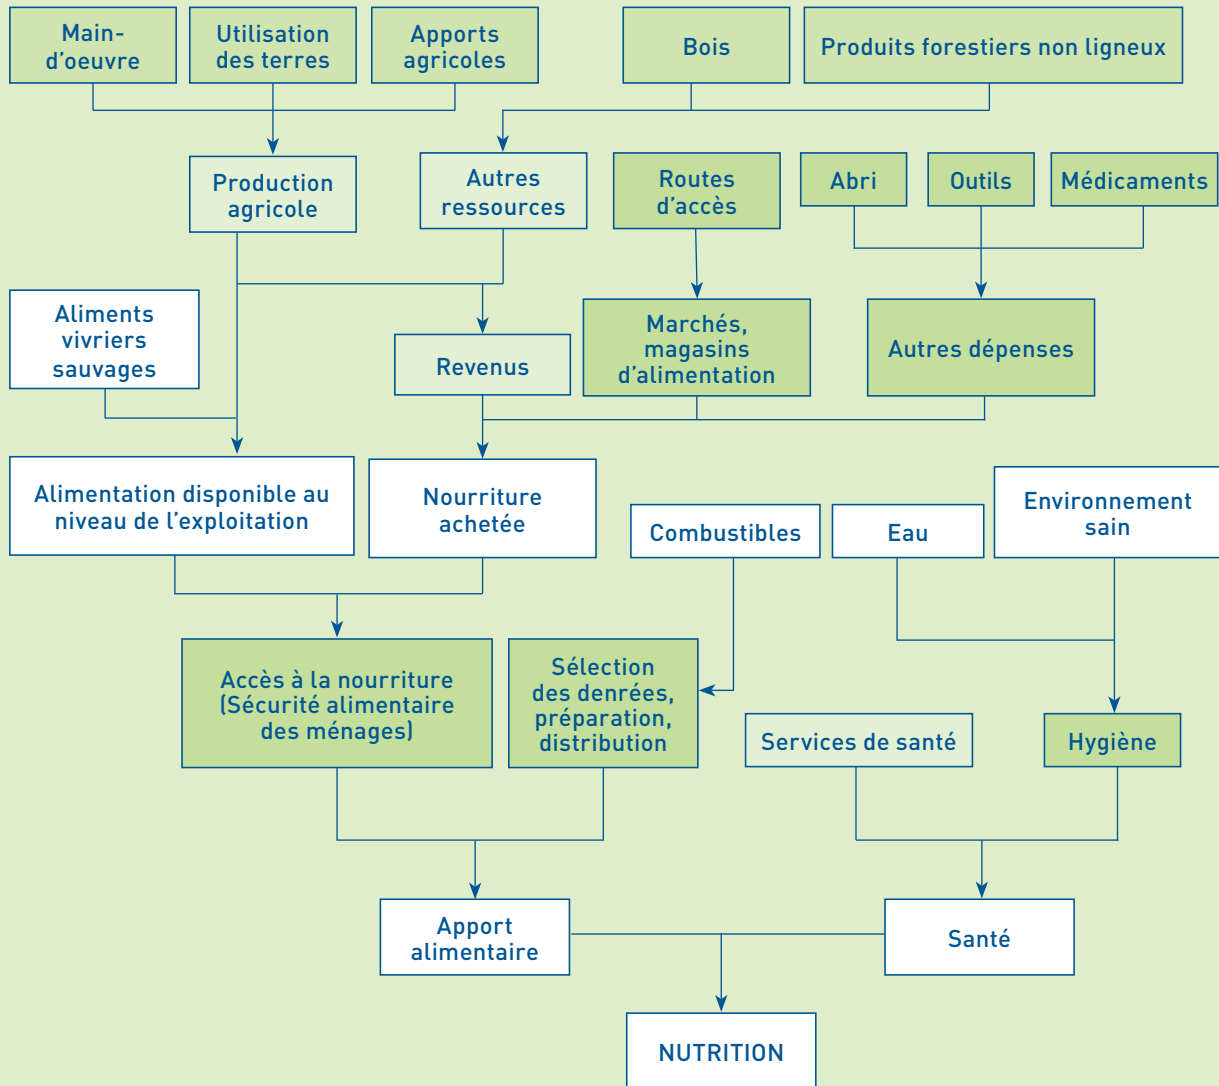 Main-
d'oeuvre
Utilisation
des terres
Apports
agricoles
Bois
Produits forestiers non ligneux
Production
agricole
Autres
ressources
Routes
d'accès
Abri
Outils
Médicaments
Aliments
vivriers
sauvages
Revenus
Marchés,
magasins
d'alimentation
Autres dépenses
Alimentation disponible au
niveau de l'exploitation
Nourriture
achetée
Combustibles
Eau
Environnement
sain
Accès à la nourriture
(Sécurité alimentaire
des ménages)
Sélection
des denrées,
préparation,
distribution
Services de santé
Hygiène
Apport
alimentaire
Santé
NUTRITION